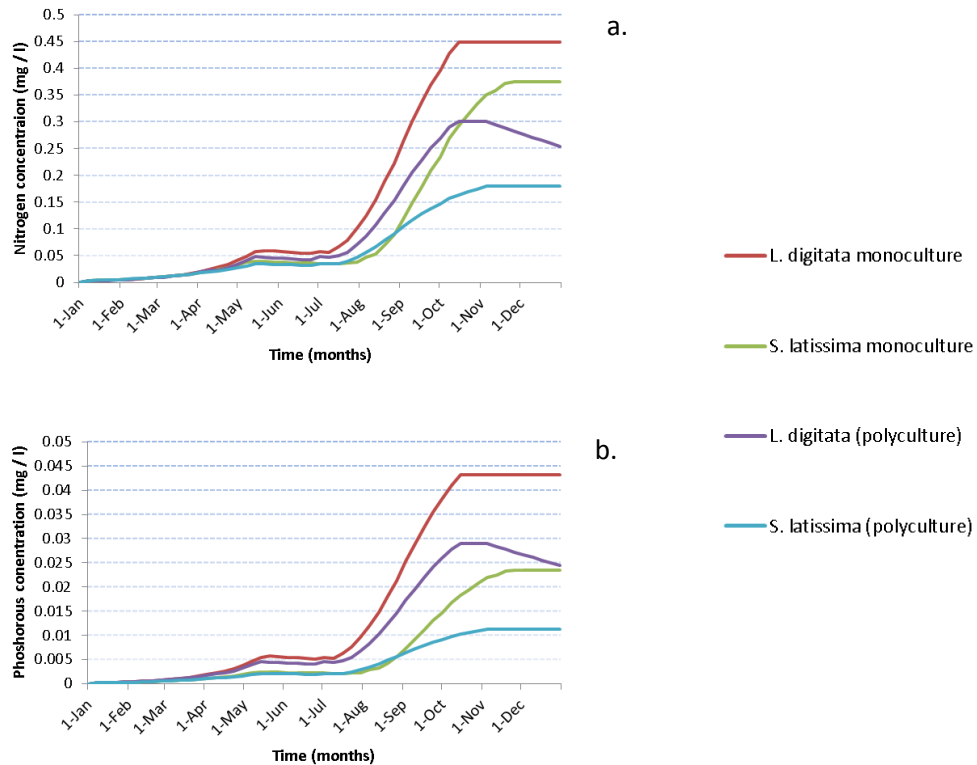 a.
Nitrogen concentraion (mg / l)
0.5
0.45
0.4
0.35
0.3
0.25
0.2
0.15
0.1
0.05
0
1-Jan
1-Feb
1-Mar
1-Apr
1-May
1-Jun
1-Jul
1-Aug
1-Sep
1-Oct
1-Nov
1-Dec
Time (months)
L. digitata monoculture
S. latissima monoculture
L. digitata (polyculture)
S. latissima (polyculture)
b.
Phoshorous conentration (mg / l)
0.05
0.045
0.04
0.035
0.03
0.025
0.02
0.015
0.01
0.005
0
1-Jan
1-Feb
1-Mar
1-Apr
1-May
1-Jun
1-Jul
1-Aug
1-Sep
1-Oct
1-Nov
1-Dec
Time (months)